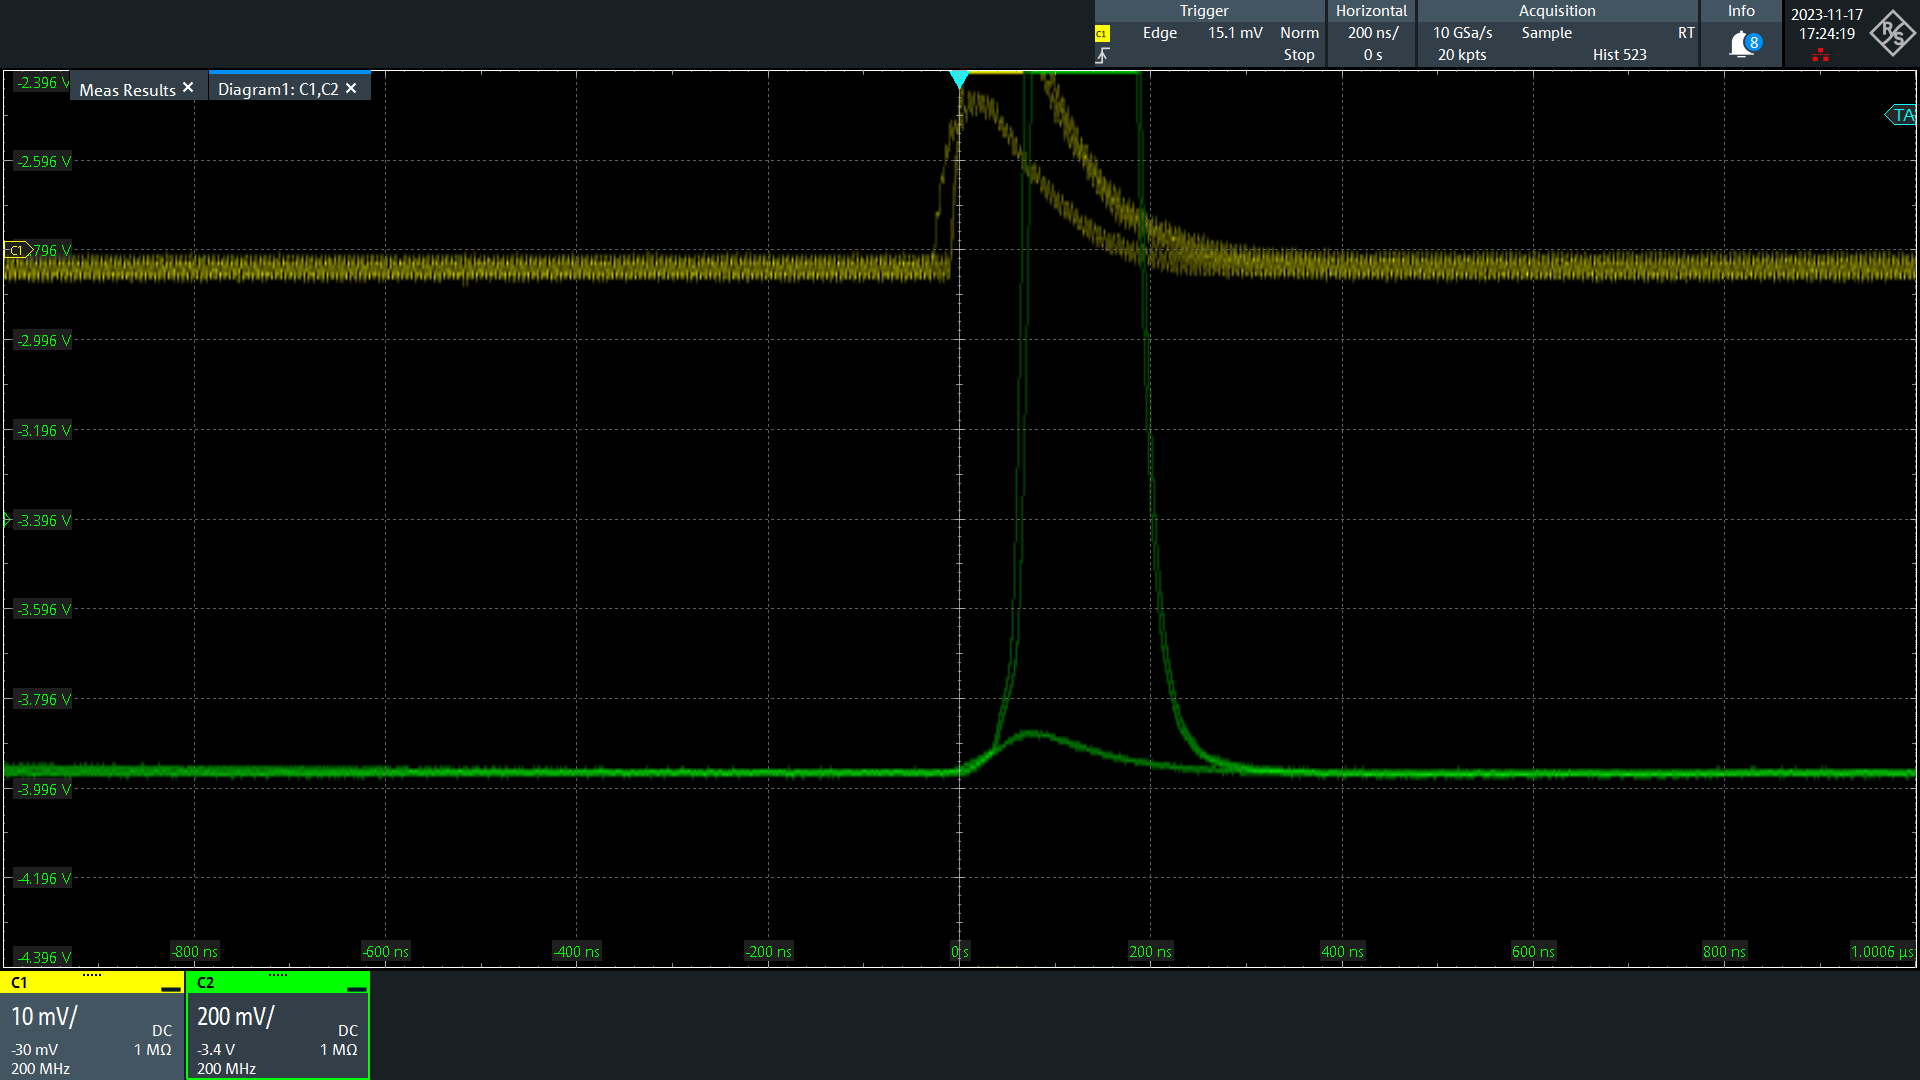 Trigger
C1 Edge 15.1 mV Norm
Stop
Horizontal
200 ns/
0 s
Acquisition
10 GSa/s Sample RT
20 kpts Hist 523
Info
8
2023-11-17
17:24:19
R&S
Meas Results ✕
Diagram1: C1,C2 ✕
TA
-2.396 V
-2.596 V
C1 .796 V
-2.996 V
-3.196 V
-3.396 V
-3.596 V
-3.796 V
-3.996 V
-4.196 V
-4.396 V
-800 ns -600 ns -400 ns -200 ns 0 s 200 ns 400 ns 600 ns 800 ns 1.0006 µs
C1
10 mV/
DC
-30 mV 1 MΩ
200 MHz
C2
200 mV/
DC
-3.4 V 1 MΩ
200 MHz